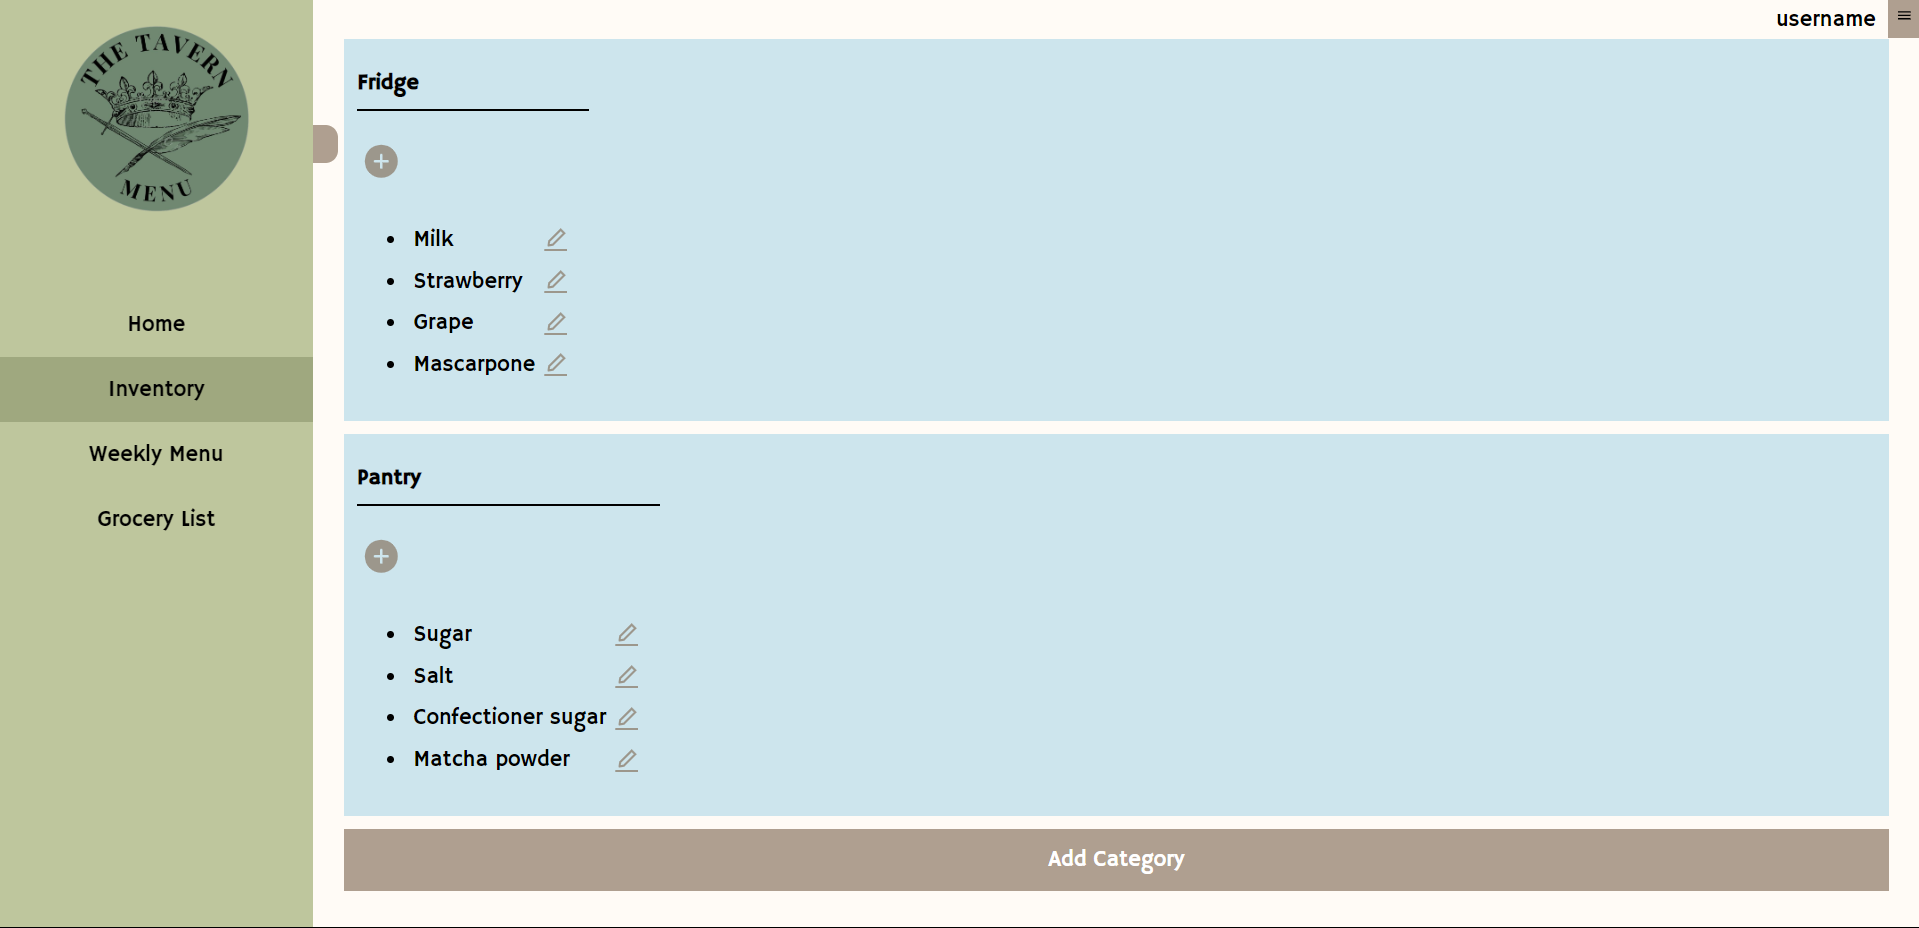 THE TAVERN
MENU
Home
Inventory
Weekly Menu
Grocery List
username
Fridge
Milk
Strawberry
Grape
Mascarpone
Pantry
Sugar
Salt
Confectioner sugar
Matcha powder
Add Category